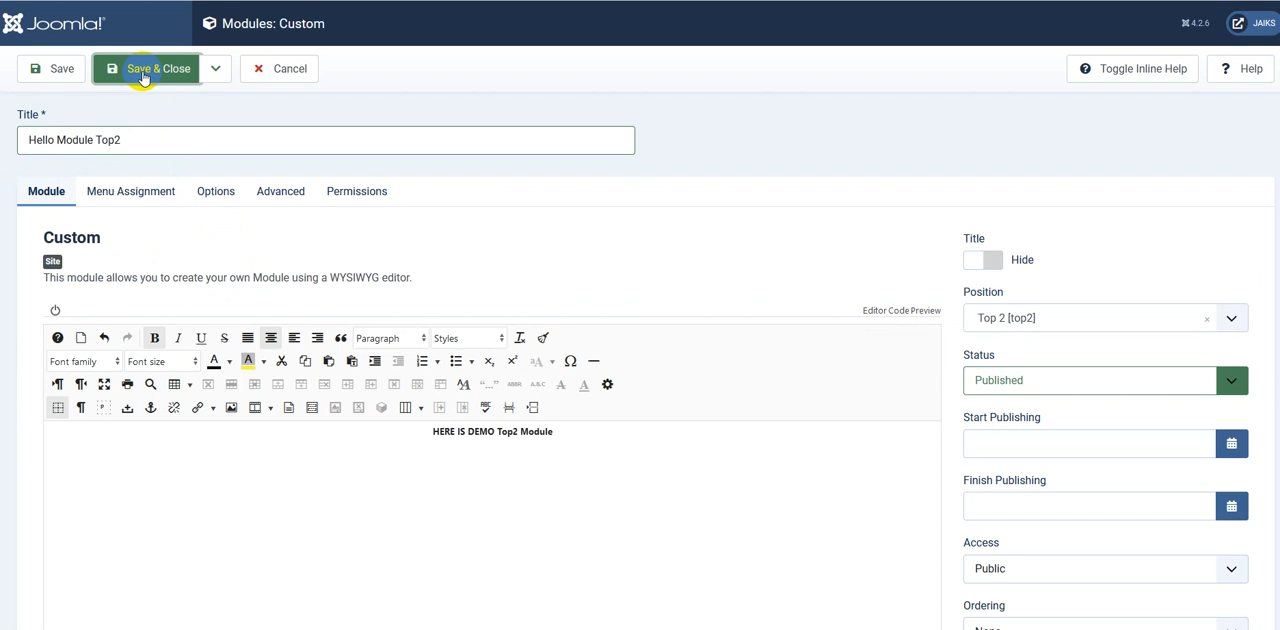 Joomla!
Modules: Custom
4.2.6
JAIKS
Save
Save & Close
Cancel
Toggle Inline Help
? Help
Title *
Hello Module Top2
Module
Menu Assignment
Options
Advanced
Permissions
Custom
Site
This module allows you to create your own Module using a WYSIWYG editor.
Editor Code Preview
B I U S
Paragraph
Styles
Font family
Font size
A
A
HERE IS DEMO Top2 Module
Title
Hide
Position
Top 2 [top2]
×
Status
Published
Start Publishing
Finish Publishing
Access
Public
Ordering